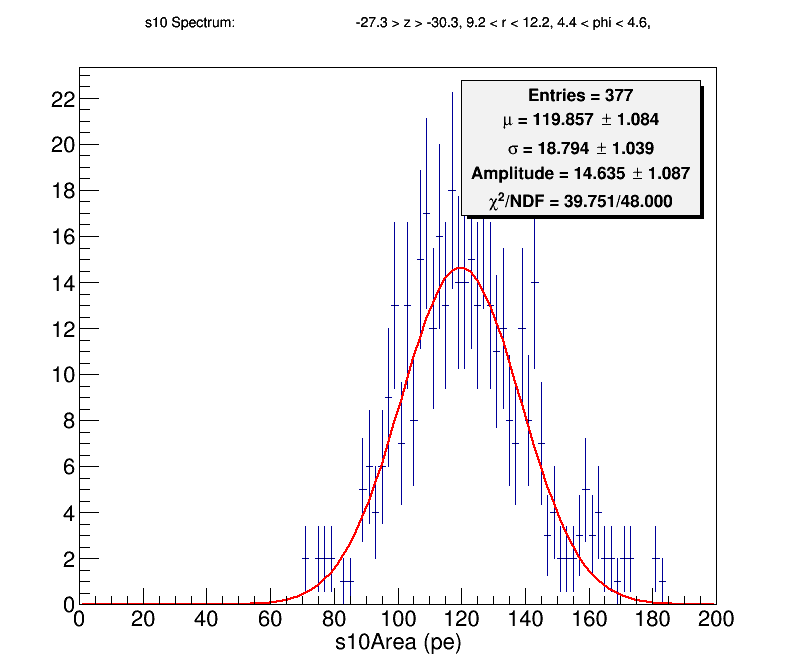 s10 Spectrum: -27.3 > z > -30.3, 9.2 < r < 12.2, 4.4 < phi < 4.6,
Entries = 377
μ = 119.857 ± 1.084
σ = 18.794 ± 1.039
Amplitude = 14.635 ± 1.087
χ²/NDF = 39.751/48.000
22
20
18
16
14
12
10
8
6
4
2
0
0 20 40 60 80 100 120 140 160 180 200
s10Area (pe)